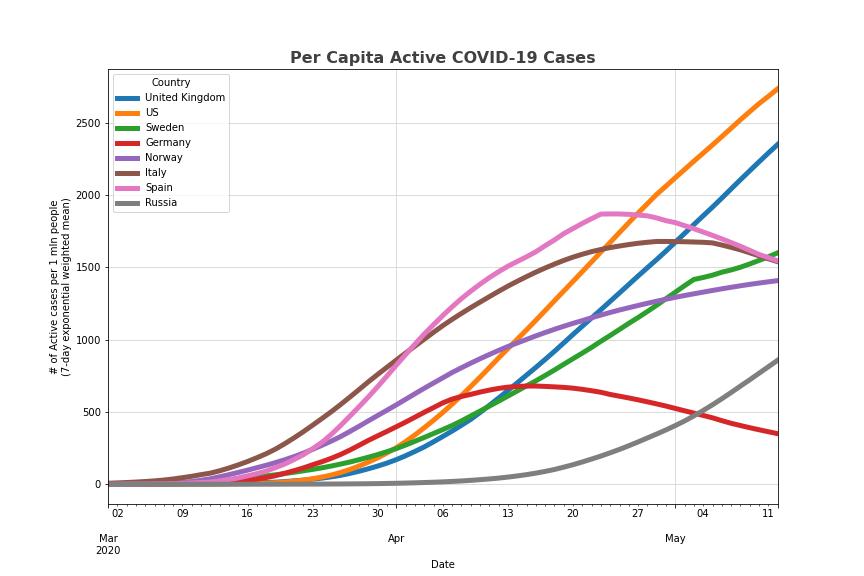 Per Capita Active COVID-19 Cases
Country
United Kingdom
US
Sweden
Germany
Norway
Italy
Spain
Russia
# of Active cases per 1 mln people
(7-day exponential weighted mean)
2500
2000
1500
1000
500
0
02 09 16 23 30 06 13 20 27 04 11
Mar Apr May
2020
Date